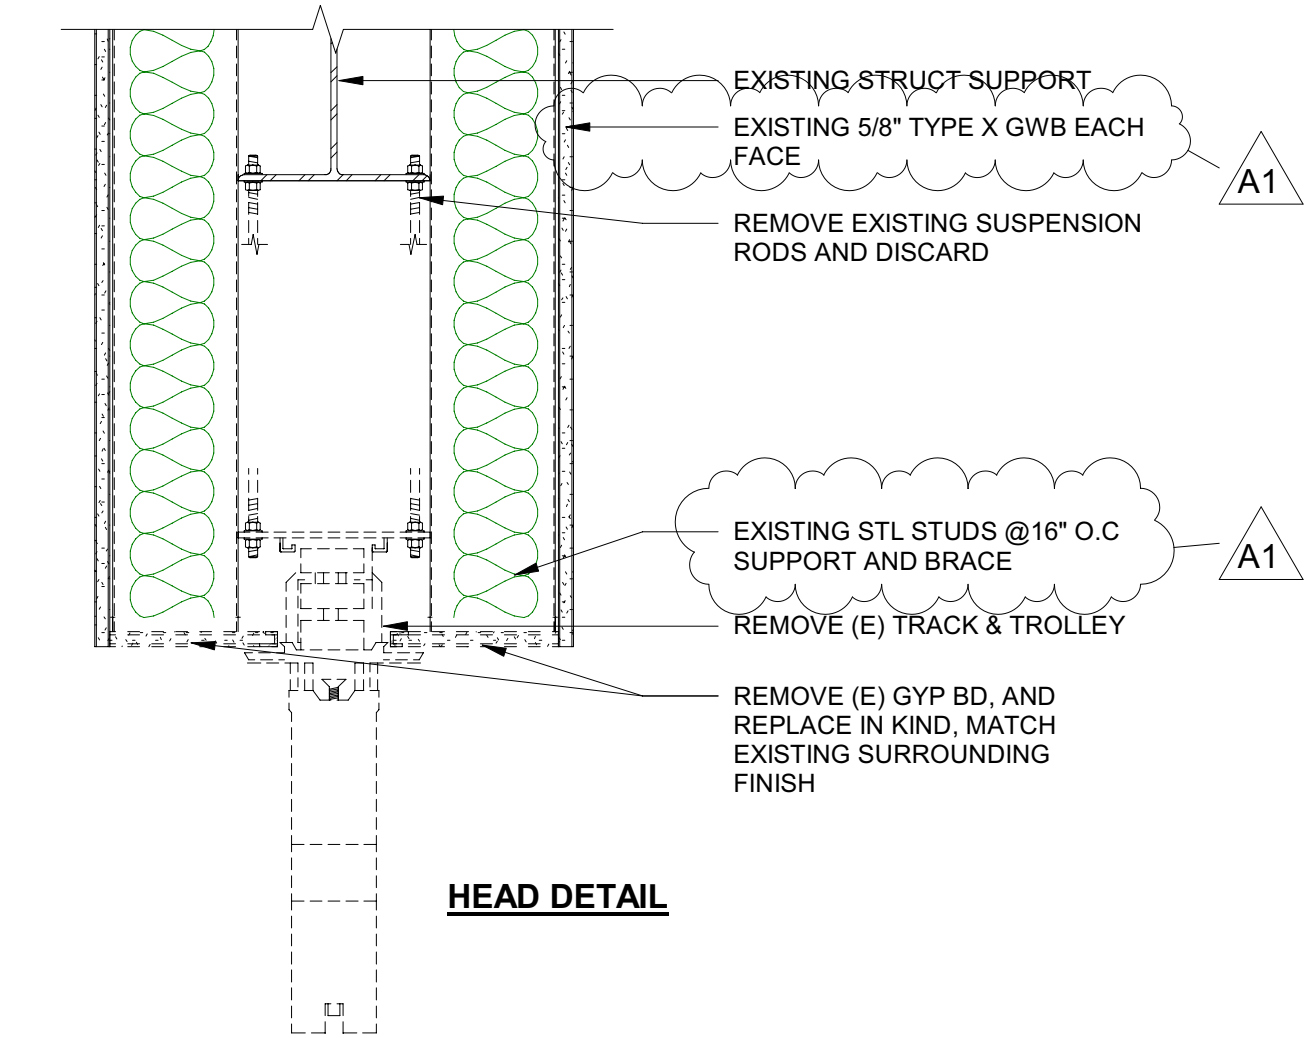 EXISTING STRUCT SUPPORT
EXISTING 5/8" TYPE X GWB EACH
FACE
A1
REMOVE EXISTING SUSPENSION
RODS AND DISCARD
EXISTING STL STUDS @16" O.C
SUPPORT AND BRACE
A1
REMOVE (E) TRACK & TROLLEY
REMOVE (E) GYP BD, AND
REPLACE IN KIND, MATCH
EXISTING SURROUNDING
FINISH
HEAD DETAIL